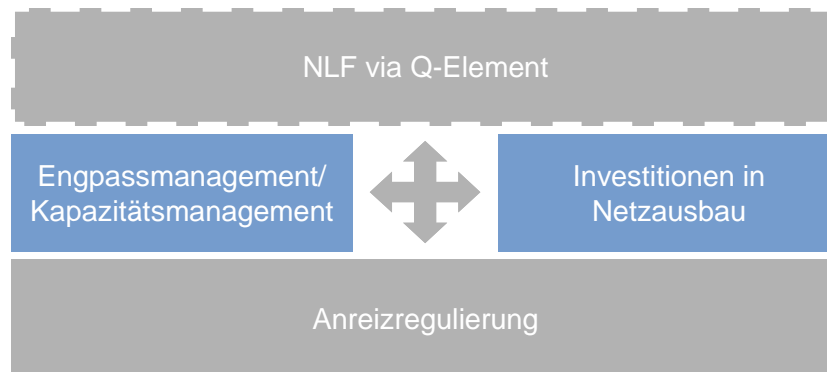 NLF via Q-Element
Engpassmanagement/
Kapazitätsmanagement
Investitionen in
Netzausbau
Anreizregulierung